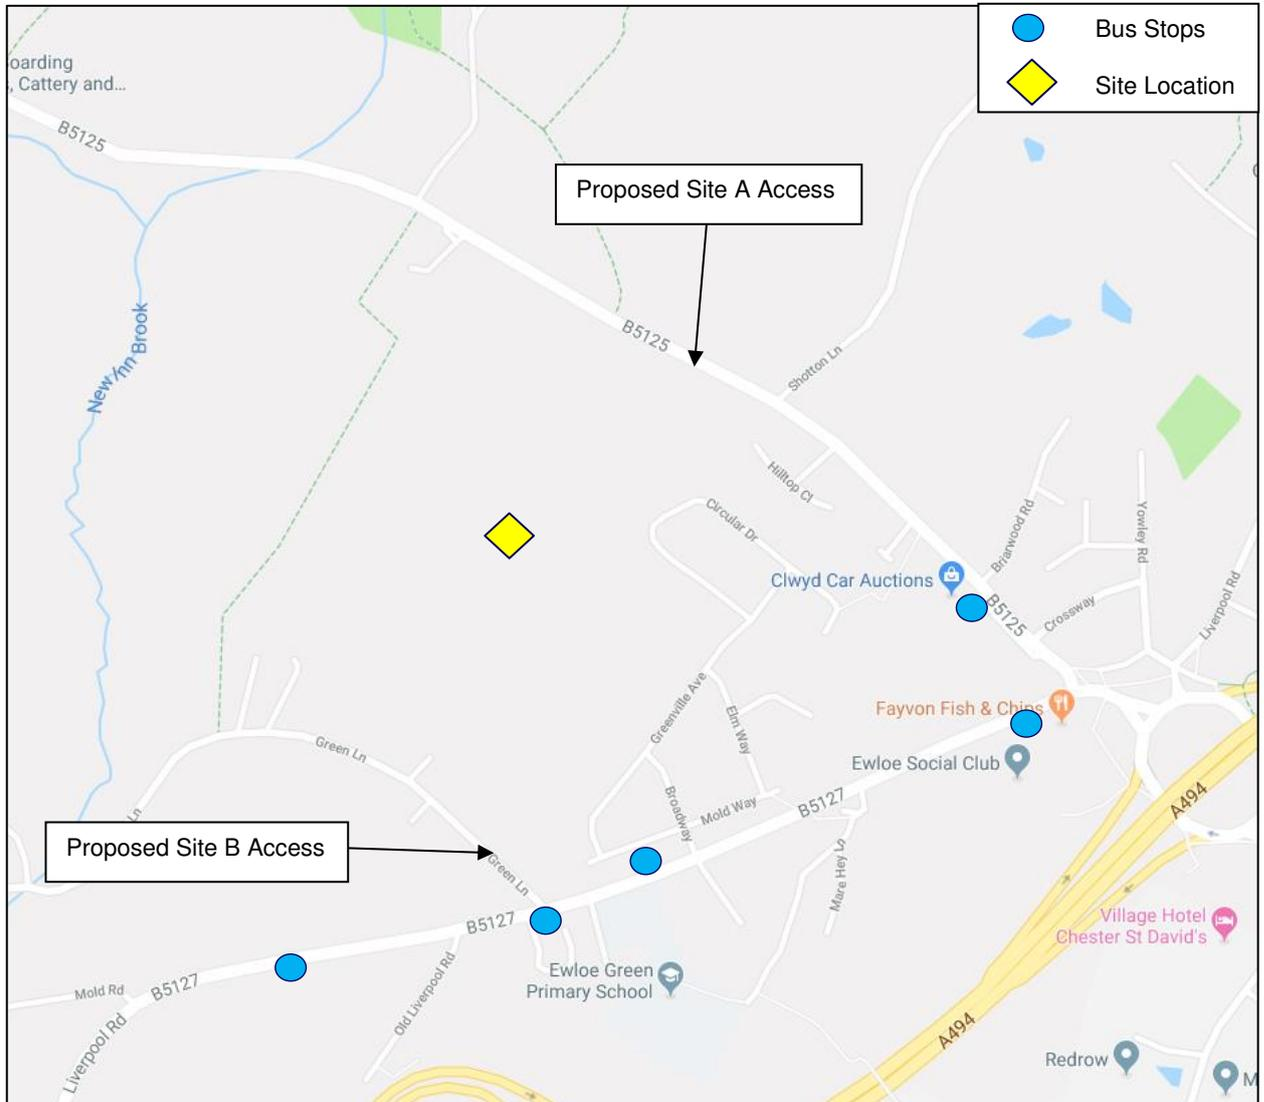 Bus Stops
Site Location
oarding
, Cattery and...
B5125
Proposed Site A Access
B5125
Shotton Ln
New Inn Brook
Hilltop Cl
Circular Dr
Briarwood Rd
Yowley Rd
Clwyd Car Auctions
B5125
Crossway
Liverpool Rd
Greenville Ave
Elm Way
Fayvon Fish & Chips
Green Ln
Ewloe Social Club
A494
Broadway
Mold Way
B5127
Ln
Proposed Site B Access
Green Ln
Mare Hey Ln
B5127
Village Hotel
Chester St David's
Ewloe Green
Primary School
Mold Rd
B5127
Old Liverpool Rd
Liverpool Rd
A494
Redrow
M